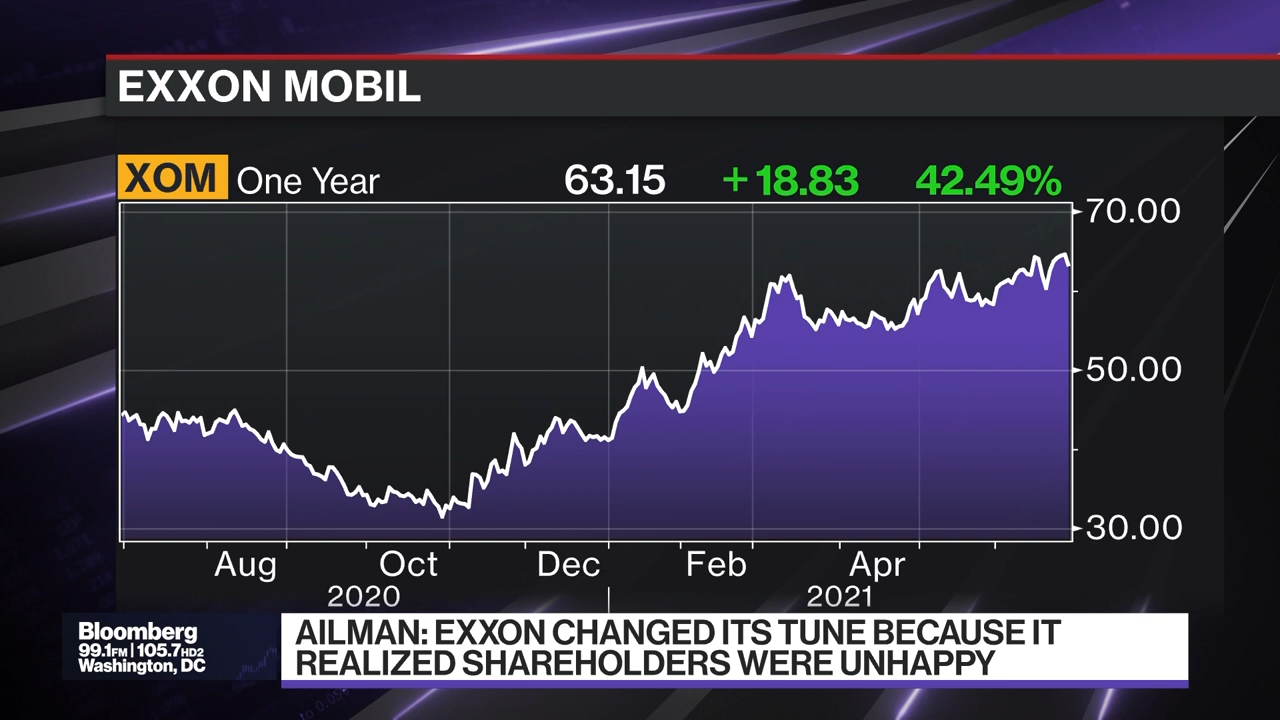 EXXON MOBIL
XOM One Year 63.15 +18.83 42.49%
70.00
50.00
30.00
Aug Oct Dec Feb Apr
2020 2021
Bloomberg
99.1FM | 105.7HD2
Washington, DC
AILMAN: EXXON CHANGED ITS TUNE BECAUSE IT
REALIZED SHAREHOLDERS WERE UNHAPPY